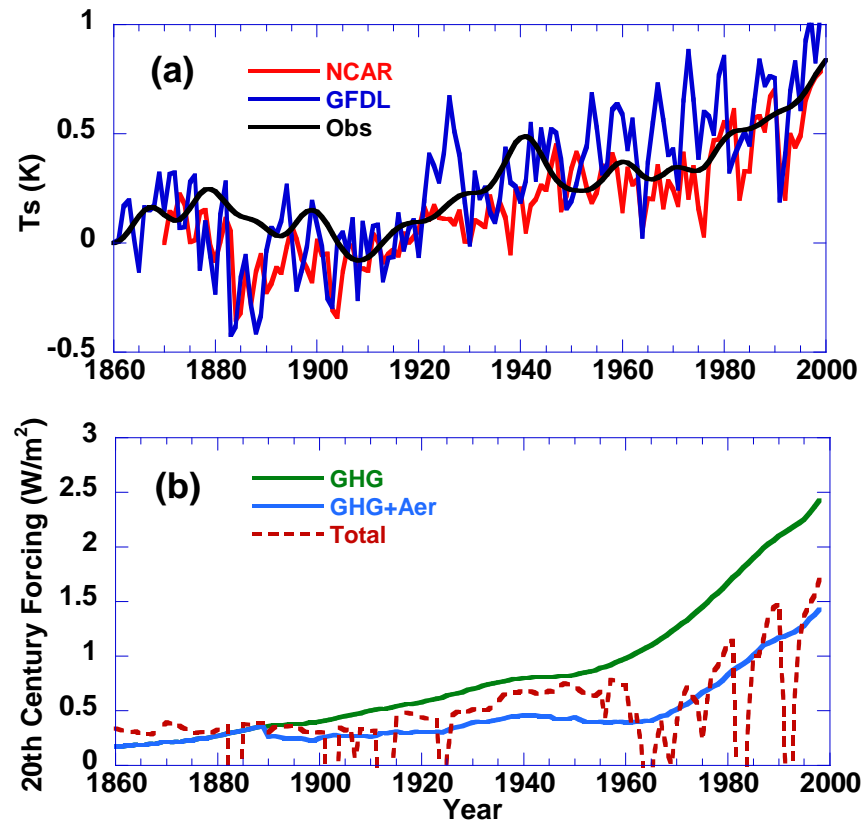 1
0.5
0
-0.5
Ts (K)
(a)
NCAR
GFDL
Obs
1860 1880 1900 1920 1940 1960 1980 2000
3
2.5
2
1.5
1
0.5
0
20th Century Forcing (W/m²)
(b)
GHG
GHG+Aer
Total
1860 1880 1900 1920 1940 1960 1980 2000
Year